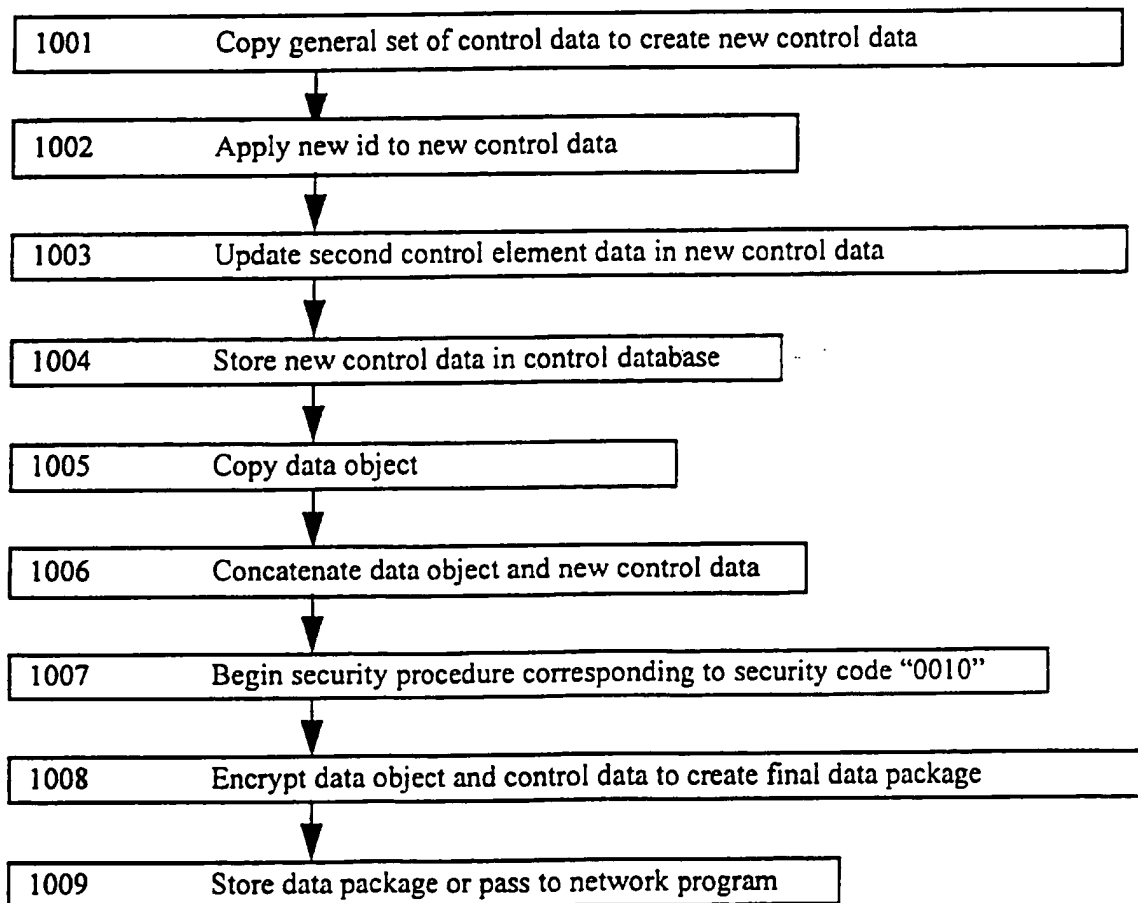 1001 Copy general set of control data to create new control data
1002 Apply new id to new control data
1003 Update second control element data in new control data
1004 Store new control data in control database
1005 Copy data object
1006 Concatenate data object and new control data
1007 Begin security procedure corresponding to security code “0010”
1008 Encrypt data object and control data to create final data package
1009 Store data package or pass to network program